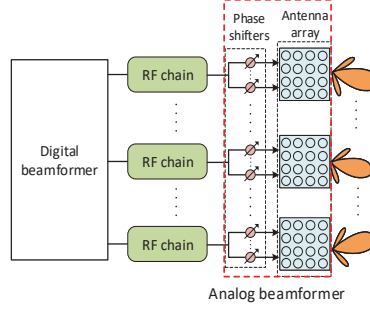 Phase
shifters
Antenna
array
RF chain
Digital
beamformer
RF chain
RF chain
Analog beamformer